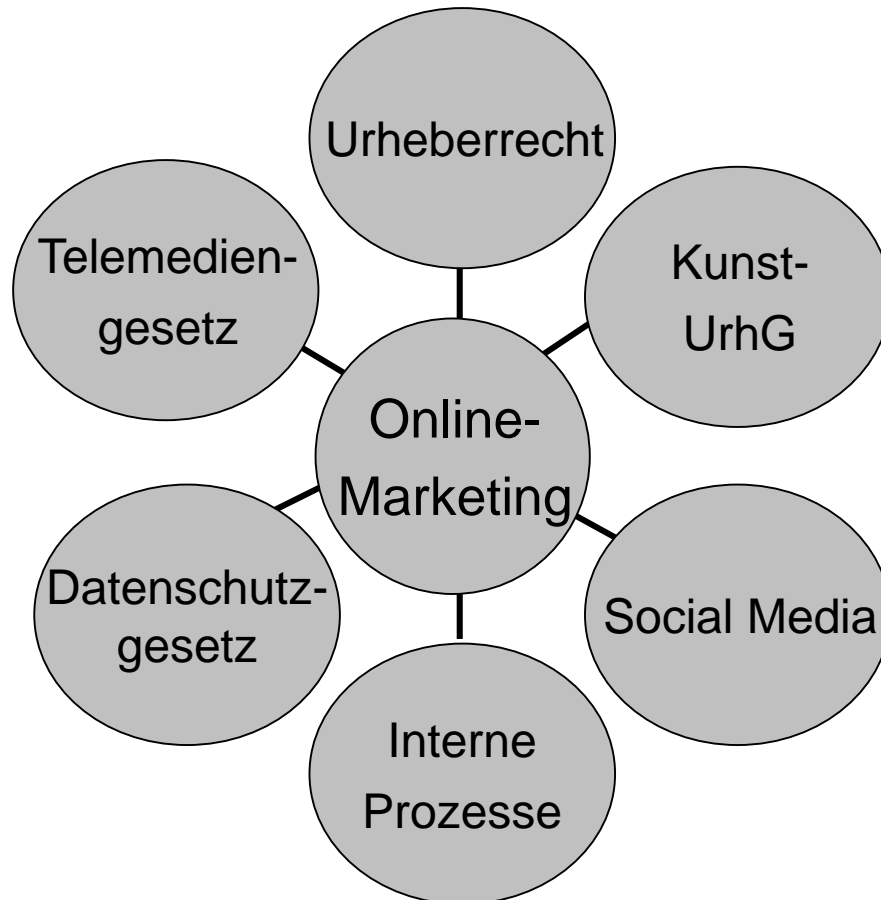 Urheberrecht
Telemedien-
gesetz
Kunst-
UrhG
Online-
Marketing
Datenschutz-
gesetz
Social Media
Interne
Prozesse